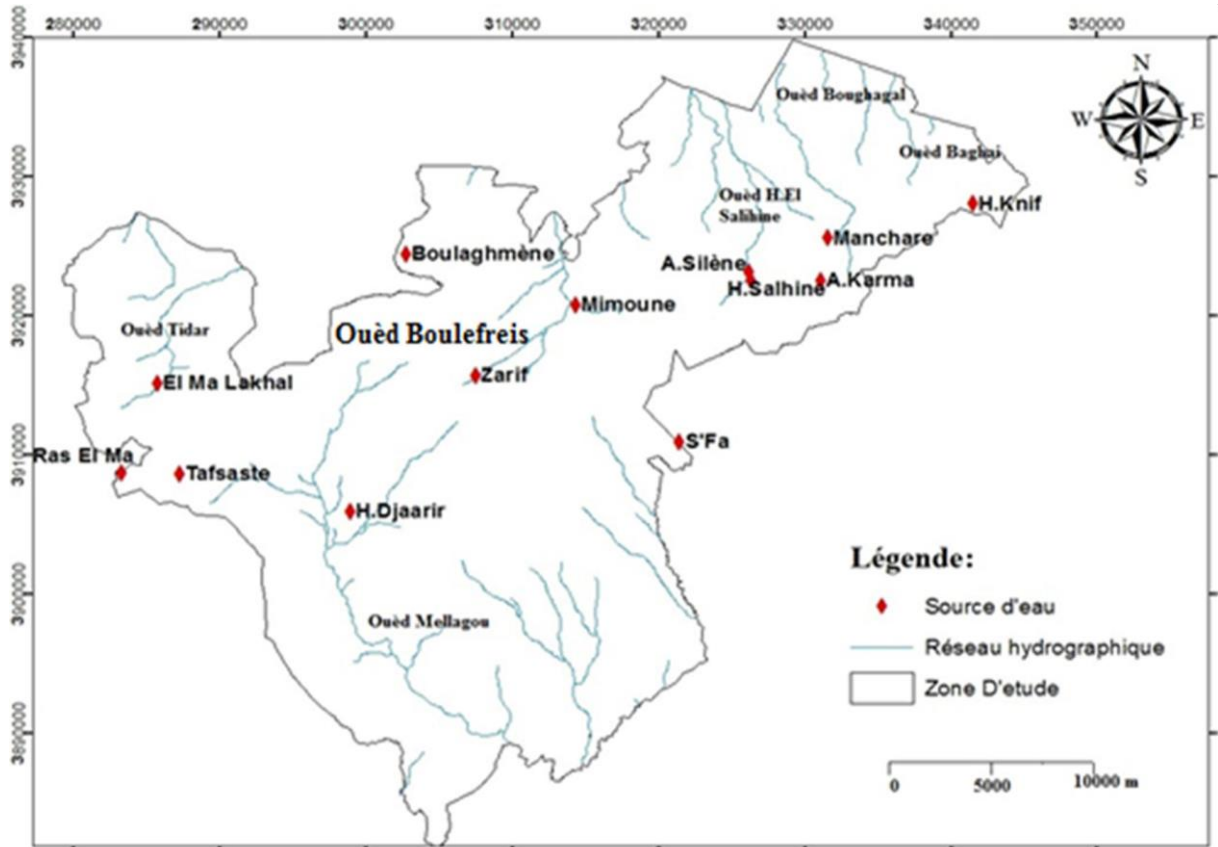 280000 290000 300000 310000 320000 330000 340000 350000
3940000
3930000
3920000
3910000
3900000
3890000
N
W E
S
Ouèd Boughagal
Ouèd Baghai
H.Knif
Ouèd H.El
Salihine
Manchare
Boulaghmène
A.Silène
H.Salhine
A.Karma
Mimoune
Ouèd Tidar
Ouèd Boulefreis
El Ma Lakhal
Zarif
S'Fa
Ras El Ma
Tafsaste
H.Djaarir
Ouèd Mellagou
Légende:
Source d'eau
Réseau hydrographique
Zone D'etude
0 5000 10000 m